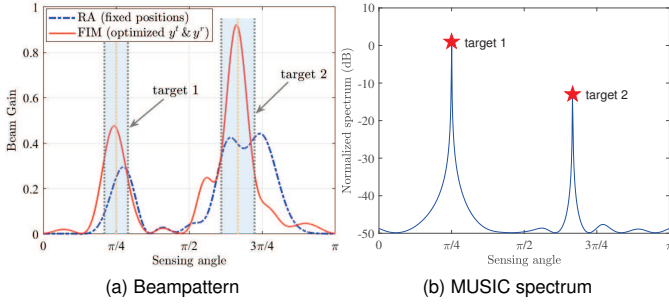 RA (fixed positions)
FIM (optimized y^t & y^r)
target 1
target 2
Beam Gain
1
0.8
0.6
0.4
0.2
0
0
π/4
π/2
3π/4
π
Sensing angle
(a) Beampattern
target 1
target 2
Normalized spectrum (dB)
0
-10
-20
-30
-40
-50
0
π/4
π/2
3π/4
π
Sensing angle
(b) MUSIC spectrum